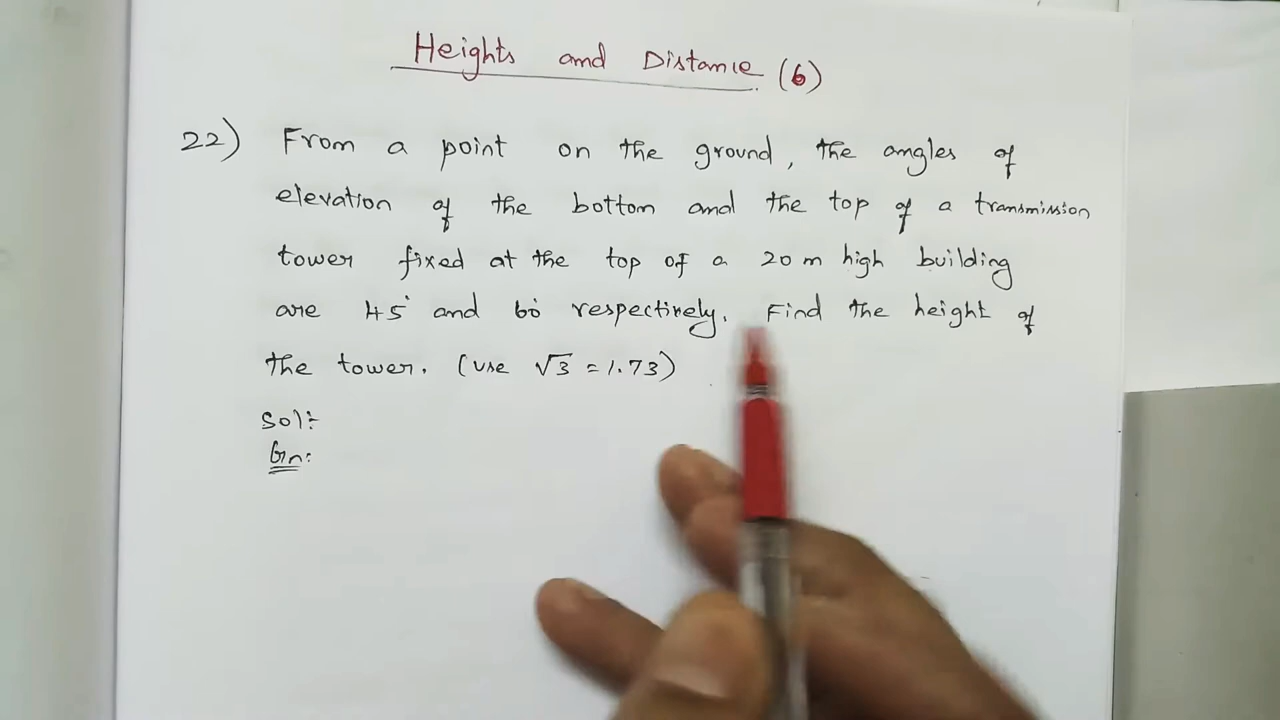 Heights and Distance (6)
22) From a point on the ground, the angles of
elevation of the bottom and the top of a transmission
tower fixed at the top of a 20 m high building
are 45° and 60° respectively. Find the height of
the tower. (use √3 = 1.73)
Sol:-
Gn: